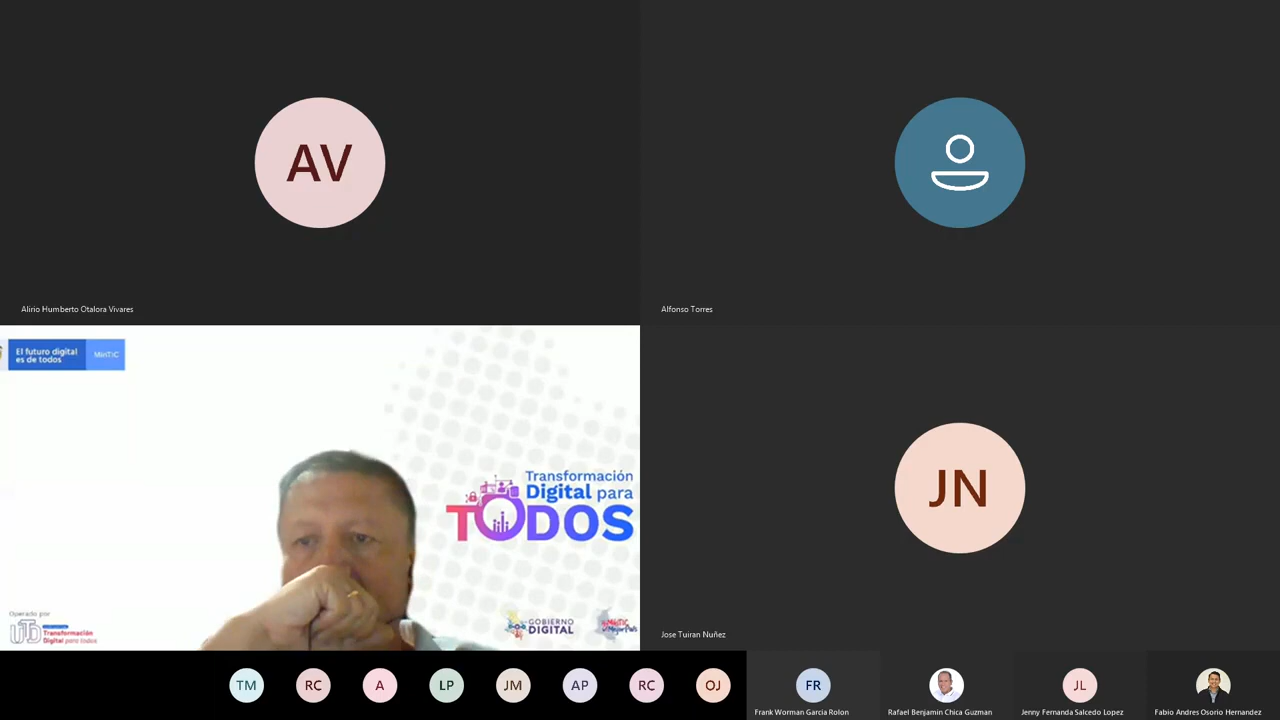 AV
Alirio Humberto Otalora Vivares
Alfonso Torres
El futuro digital
es de todos
MinTIC
Transformación
Digital para
TODOS
Operado por
UTD
Transformación
Digital para todos
GOBIERNO
DIGITAL
JN
Jose Tuiran Nuñez
TM
RC
A
LP
JM
AP
RC
OJ
FR
Frank Worman Garcia Rolon
Rafael Benjamin Chica Guzman
JL
Jenny Fernanda Salcedo Lopez
Fabio Andres Osorio Hernandez